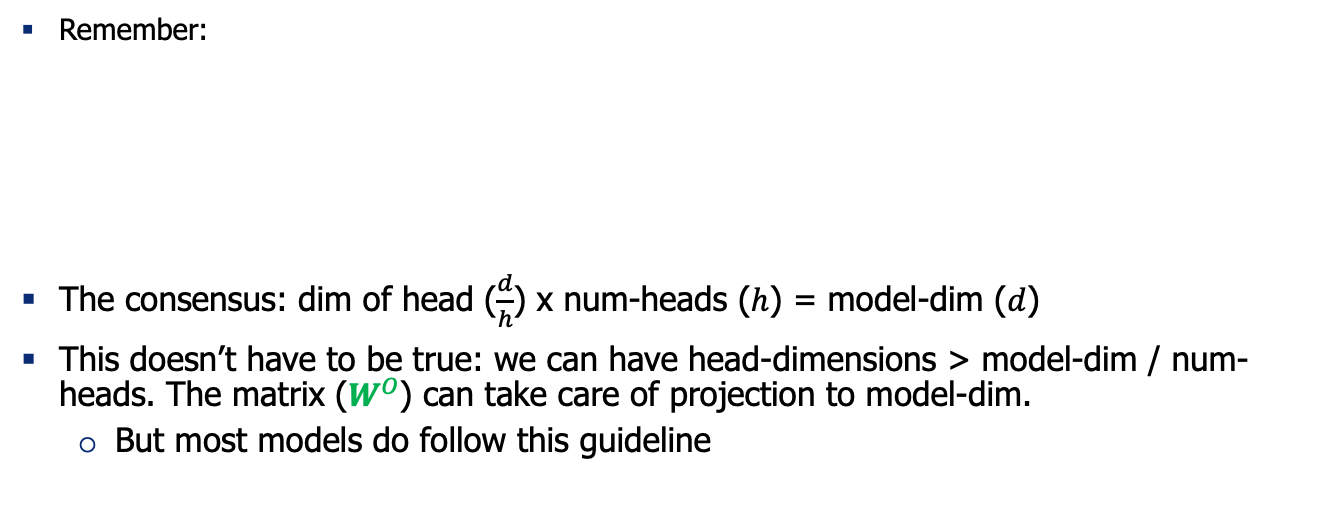 ▪ Remember:
▪ The consensus: dim of head (d/h) x num-heads (h) = model-dim (d)
▪ This doesn’t have to be true: we can have head-dimensions > model-dim / num-
heads. The matrix (Wᴼ) can take care of projection to model-dim.
o But most models do follow this guideline